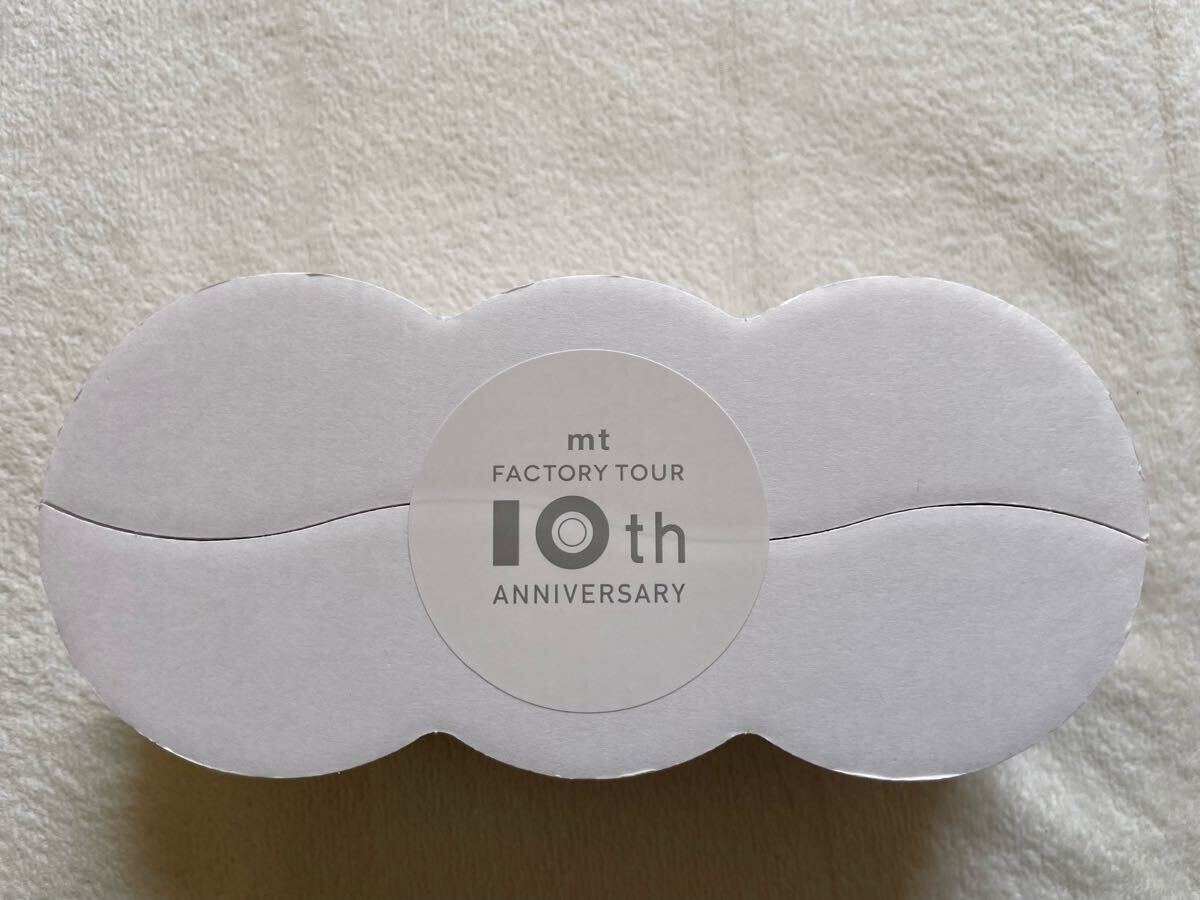 mt
FACTORY TOUR
10th
ANNIVERSARY